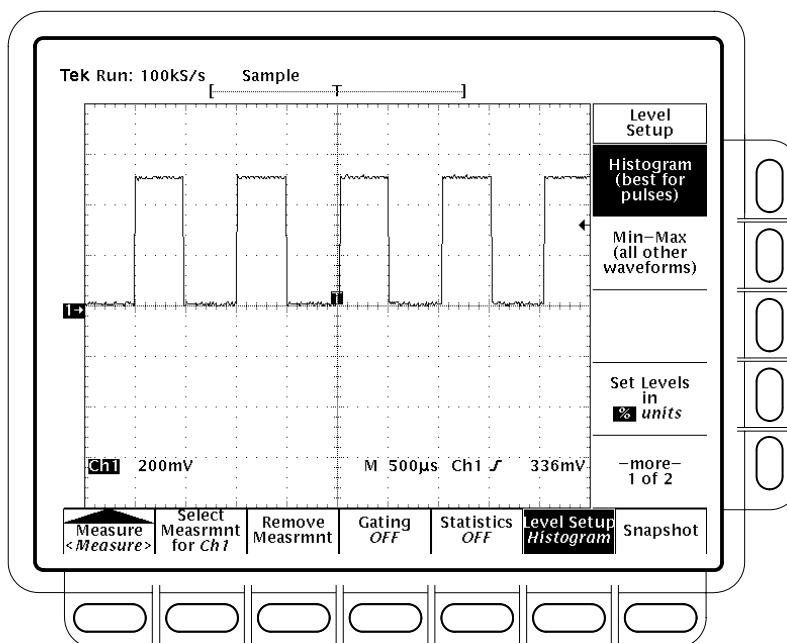 Tek Run: 100kS/s Sample
[ T ]
Level
Setup
Histogram
(best for
pulses)
Min–Max
(all other
waveforms)
T
1→
Set Levels
in
% units
Ch1 200mV M 500µs Ch1 336mV
–more–
1 of 2
Measure
<Measure>
Select
Measrmnt
for Ch1
Remove
Measrmnt
Gating
OFF
Statistics
OFF
Level Setup
Histogram
Snapshot